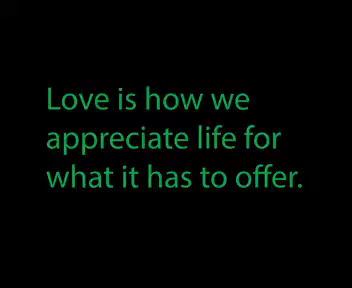 Love is how we
appreciate life for
what it has to offer.